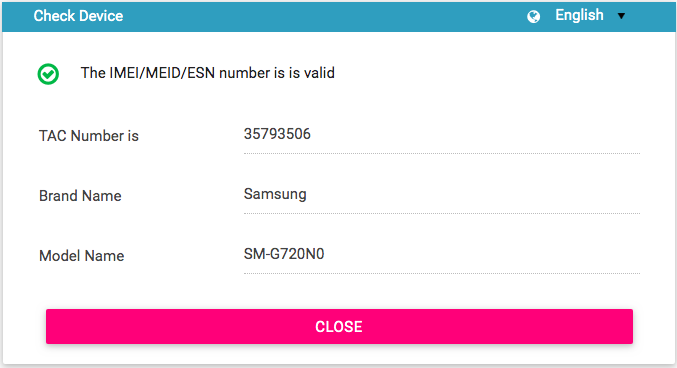 Check Device
English
The IMEI/MEID/ESN number is is valid
TAC Number is 35793506
Brand Name Samsung
Model Name SM-G720N0
CLOSE